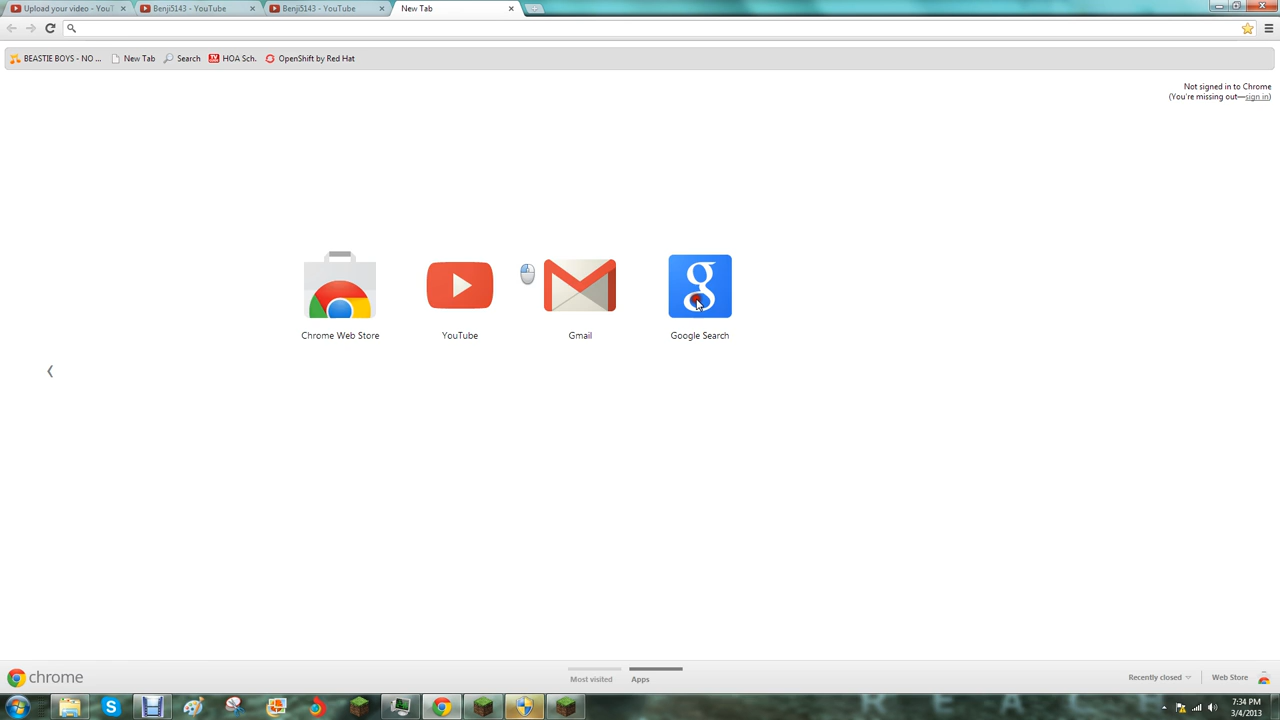 Upload your video - YouT
Benji5143 - YouTube
Benji5143 - YouTube
New Tab
BEASTIE BOYS - NO ...
New Tab
Search
HOA Sch.
OpenShift by Red Hat
Not signed in to Chrome
(You're missing out—sign in)
Chrome Web Store
YouTube
Gmail
Google Search
chrome
Most visited
Apps
Recently closed
Web Store
7:34 PM
3/4/2013